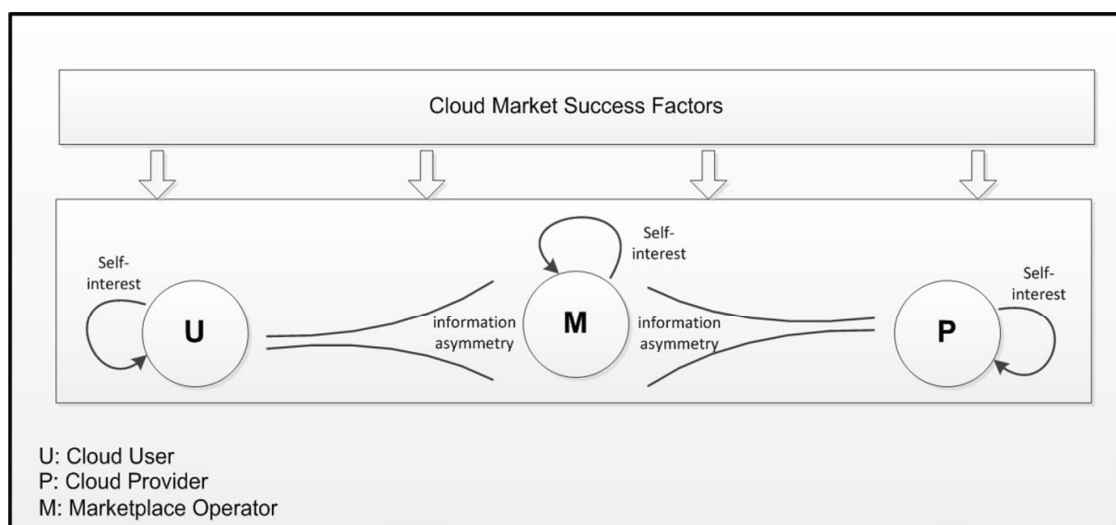 Cloud Market Success Factors
Self-
interest
Self-
interest
Self-
interest
U
information
asymmetry
M
information
asymmetry
P
U: Cloud User
P: Cloud Provider
M: Marketplace Operator